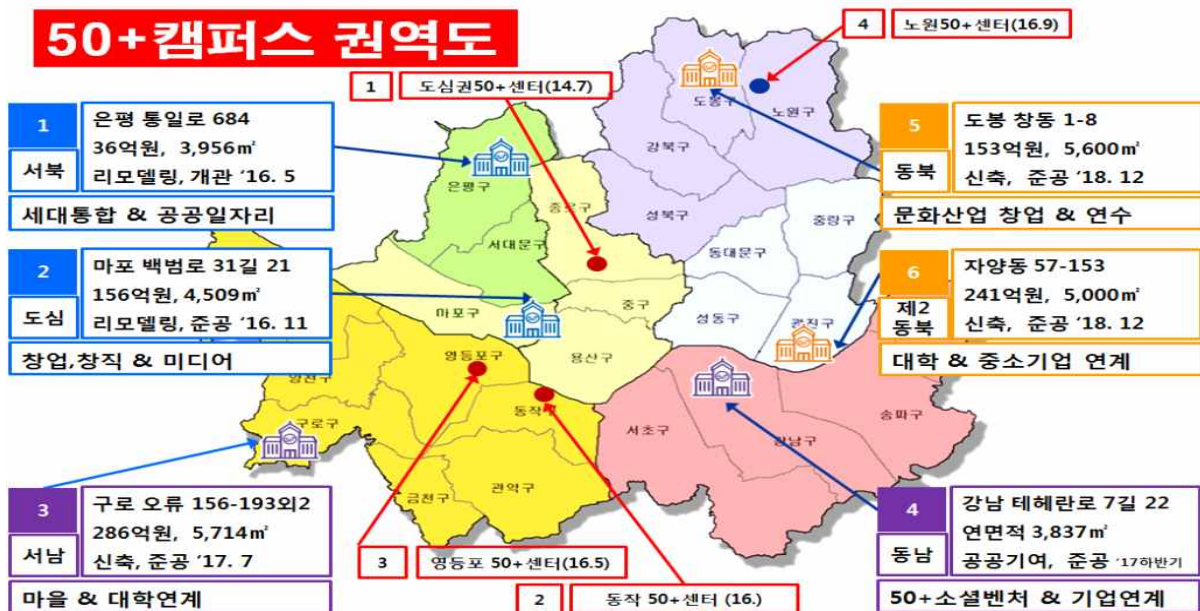 50+캠퍼스 권역도
4 노원50+센터(16.9)
1 도심권50+센터(14.7)
1
서북
은평 통일로 684
36억원, 3,956㎡
리모델링, 개관 '16. 5
세대통합 & 공공일자리
2
도심
마포 백범로 31길 21
156억원, 4,509㎡
리모델링, 준공 '16. 11
창업,창직 & 미디어
3
서남
구로 오류 156-193외2
286억원, 5,714㎡
신축, 준공 '17. 7
마을 & 대학연계
5
동북
도봉 창동 1-8
153억원, 5,600㎡
신축, 준공 '18. 12
문화산업 창업 & 연수
6
제2
동북
자양동 57-153
241억원, 5,000㎡
신축, 준공 '18. 12
대학 & 중소기업 연계
4
동남
강남 테헤란로 7길 22
연면적 3,837㎡
공공기여, 준공 '17하반기
50+소셜벤처 & 기업연계
도봉구
노원구
강북구
성북구
은평구
종로구
중랑구
서대문구
동대문구
마포구
중구
성동구
광진구
용산구
영등포구
양천구
동작구
구로구
서초구
강남구
송파구
금천구
관악구
3 영등포 50+센터(16.5)
2 동작 50+센터 (16.)